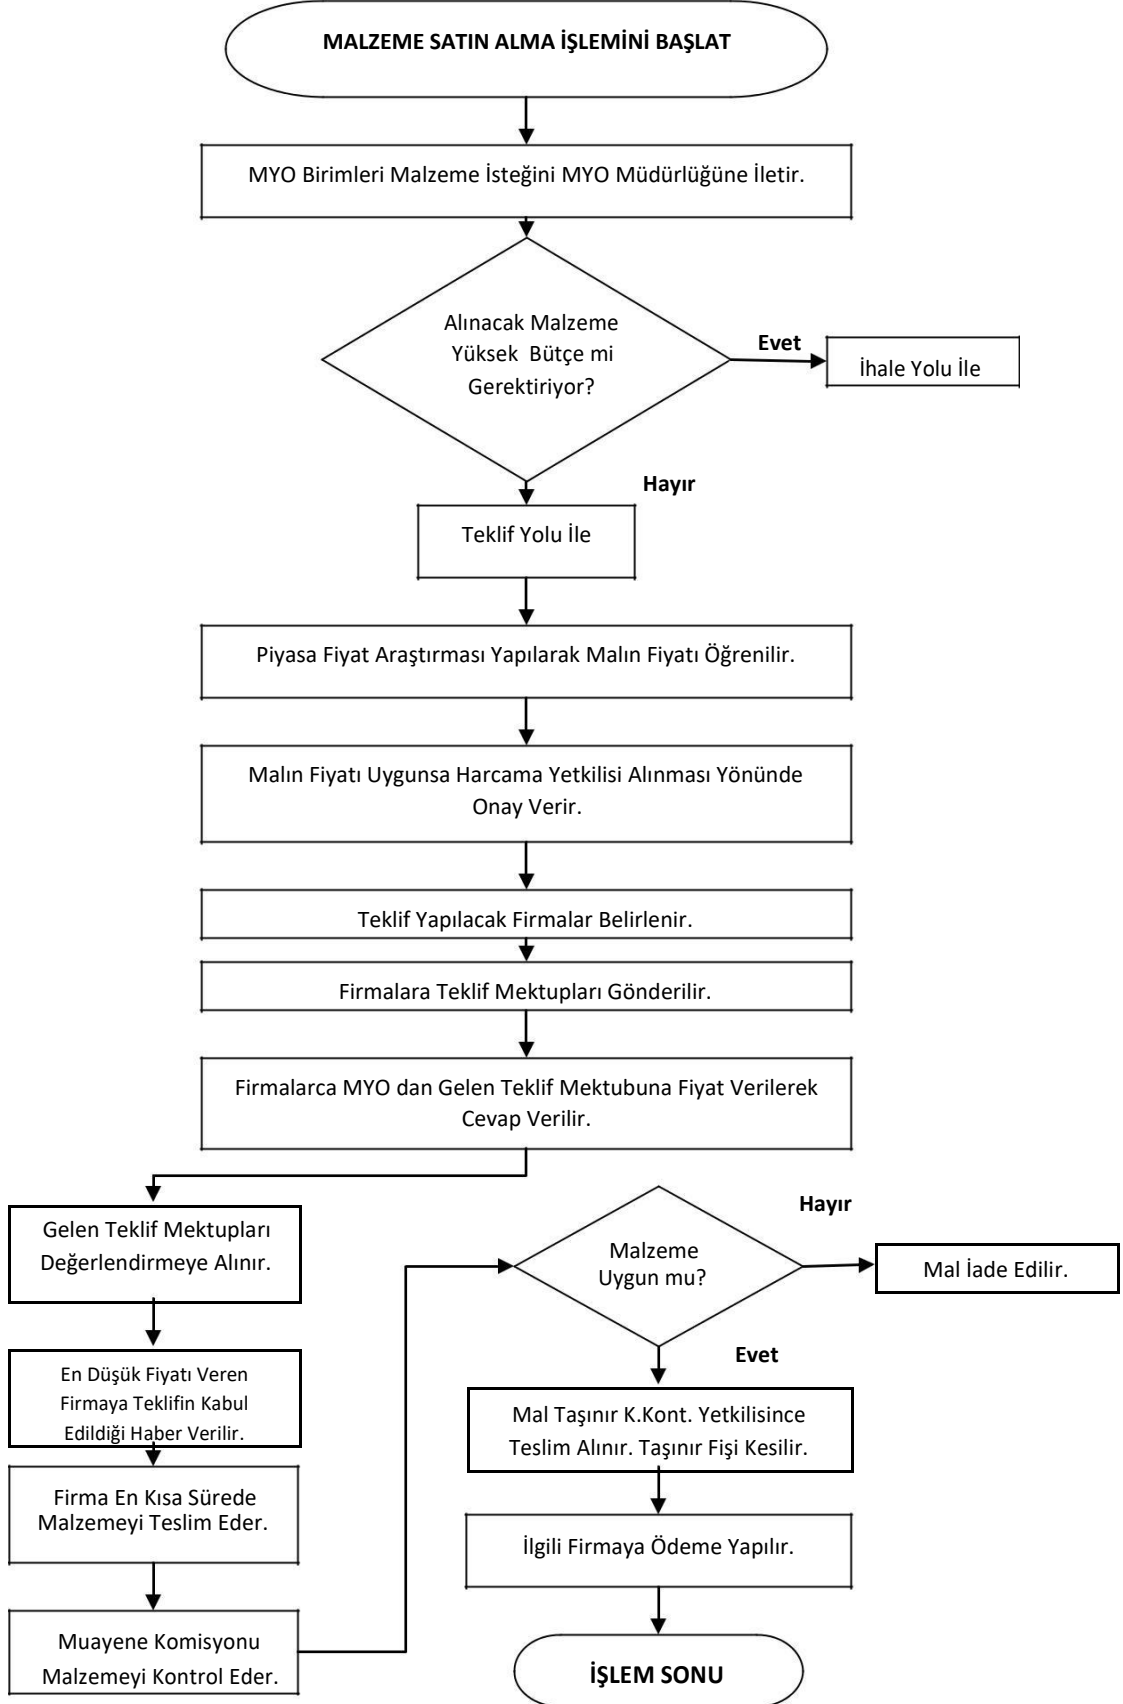 MALZEME SATIN ALMA İŞLEMİNİ BAŞLAT
MYO Birimleri Malzeme İsteğini MYO Müdürlüğüne İletir.
Alınacak Malzeme
Yüksek Bütçe mi
Gerektiriyor?
Evet
İhale Yolu İle
Hayır
Teklif Yolu İle
Piyasa Fiyat Araştırması Yapılarak Malın Fiyatı Öğrenilir.
Malın Fiyatı Uygunsa Harcama Yetkilisi Alınması Yönünde
Onay Verir.
Teklif Yapılacak Firmalar Belirlenir.
Firmalara Teklif Mektupları Gönderilir.
Firmalarca MYO dan Gelen Teklif Mektubuna Fiyat Verilerek
Cevap Verilir.
Gelen Teklif Mektupları
Değerlendirmeye Alınır.
En Düşük Fiyatı Veren
Firmaya Teklifin Kabul
Edildiği Haber Verilir.
Firma En Kısa Sürede
Malzemeyi Teslim Eder.
Muayene Komisyonu
Malzemeyi Kontrol Eder.
Malzeme
Uygun mu?
Hayır
Mal İade Edilir.
Evet
Mal Taşınır K.Kont. Yetkilisince
Teslim Alınır. Taşınır Fişi Kesilir.
İlgili Firmaya Ödeme Yapılır.
İŞLEM SONU